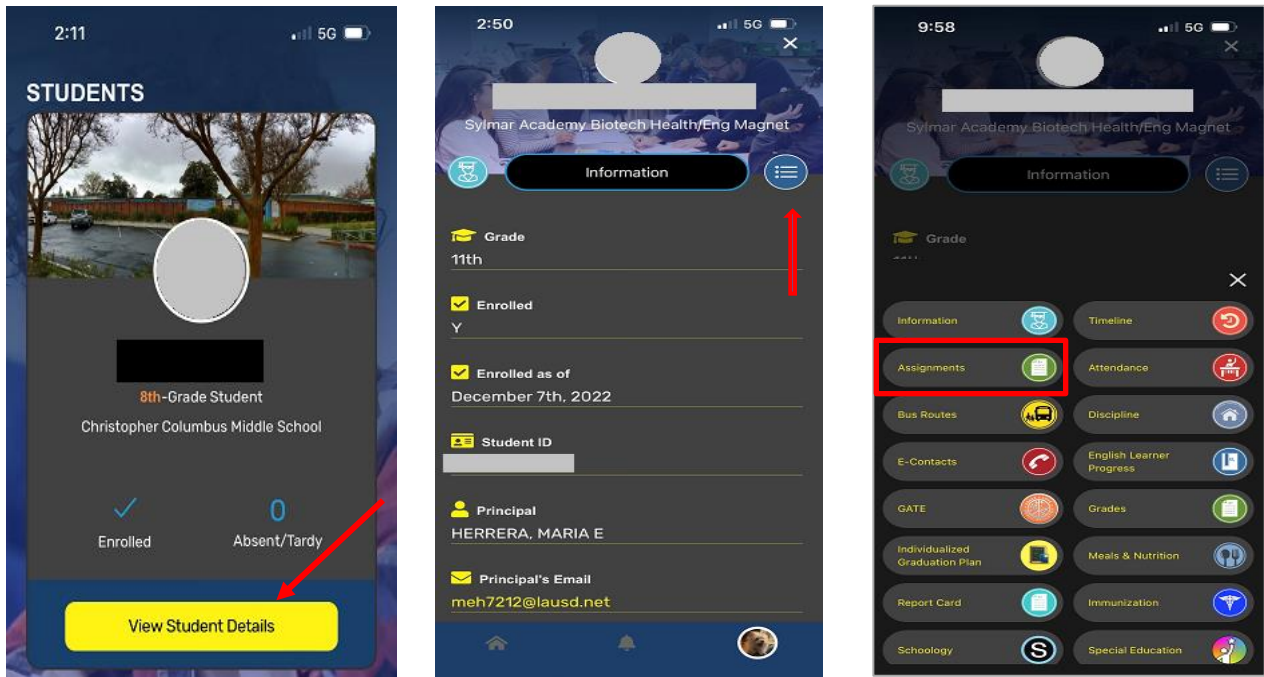 2:11
5G
STUDENTS
8th-Grade Student
Christopher Columbus Middle School
0
Enrolled
Absent/Tardy
View Student Details
2:50
5G
Sylmar Academy Biotech Health/Eng Magnet
Information
Grade
11th
Enrolled
Y
Enrolled as of
December 7th, 2022
Student ID
Principal
HERRERA, MARIA E
Principal's Email
meh7212@lausd.net
9:58
5G
Sylmar Academy Biotech Health/Eng Magnet
Information
Grade
Information
Timeline
Assignments
Attendance
Bus Routes
Discipline
E-Contacts
English Learner
Progress
GATE
Grades
Individualized
Graduation Plan
Meals & Nutrition
Report Card
Immunization
Schoology
S
Special Education